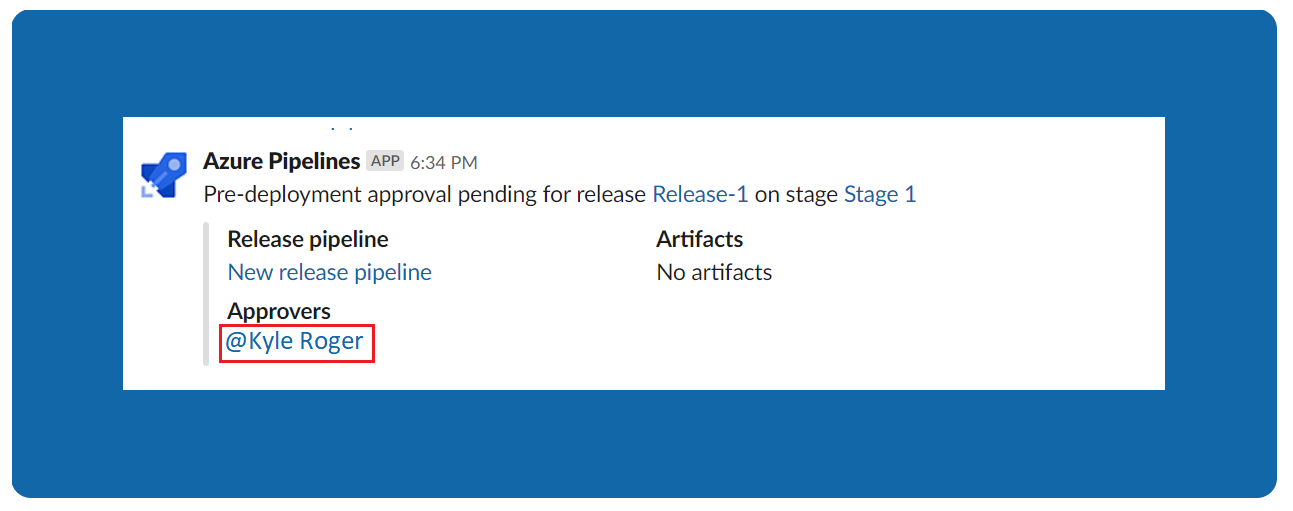 Azure Pipelines APP 6:34 PM
Pre-deployment approval pending for release Release-1 on stage Stage 1
Release pipeline
New release pipeline
Artifacts
No artifacts
Approvers
@Kyle Roger